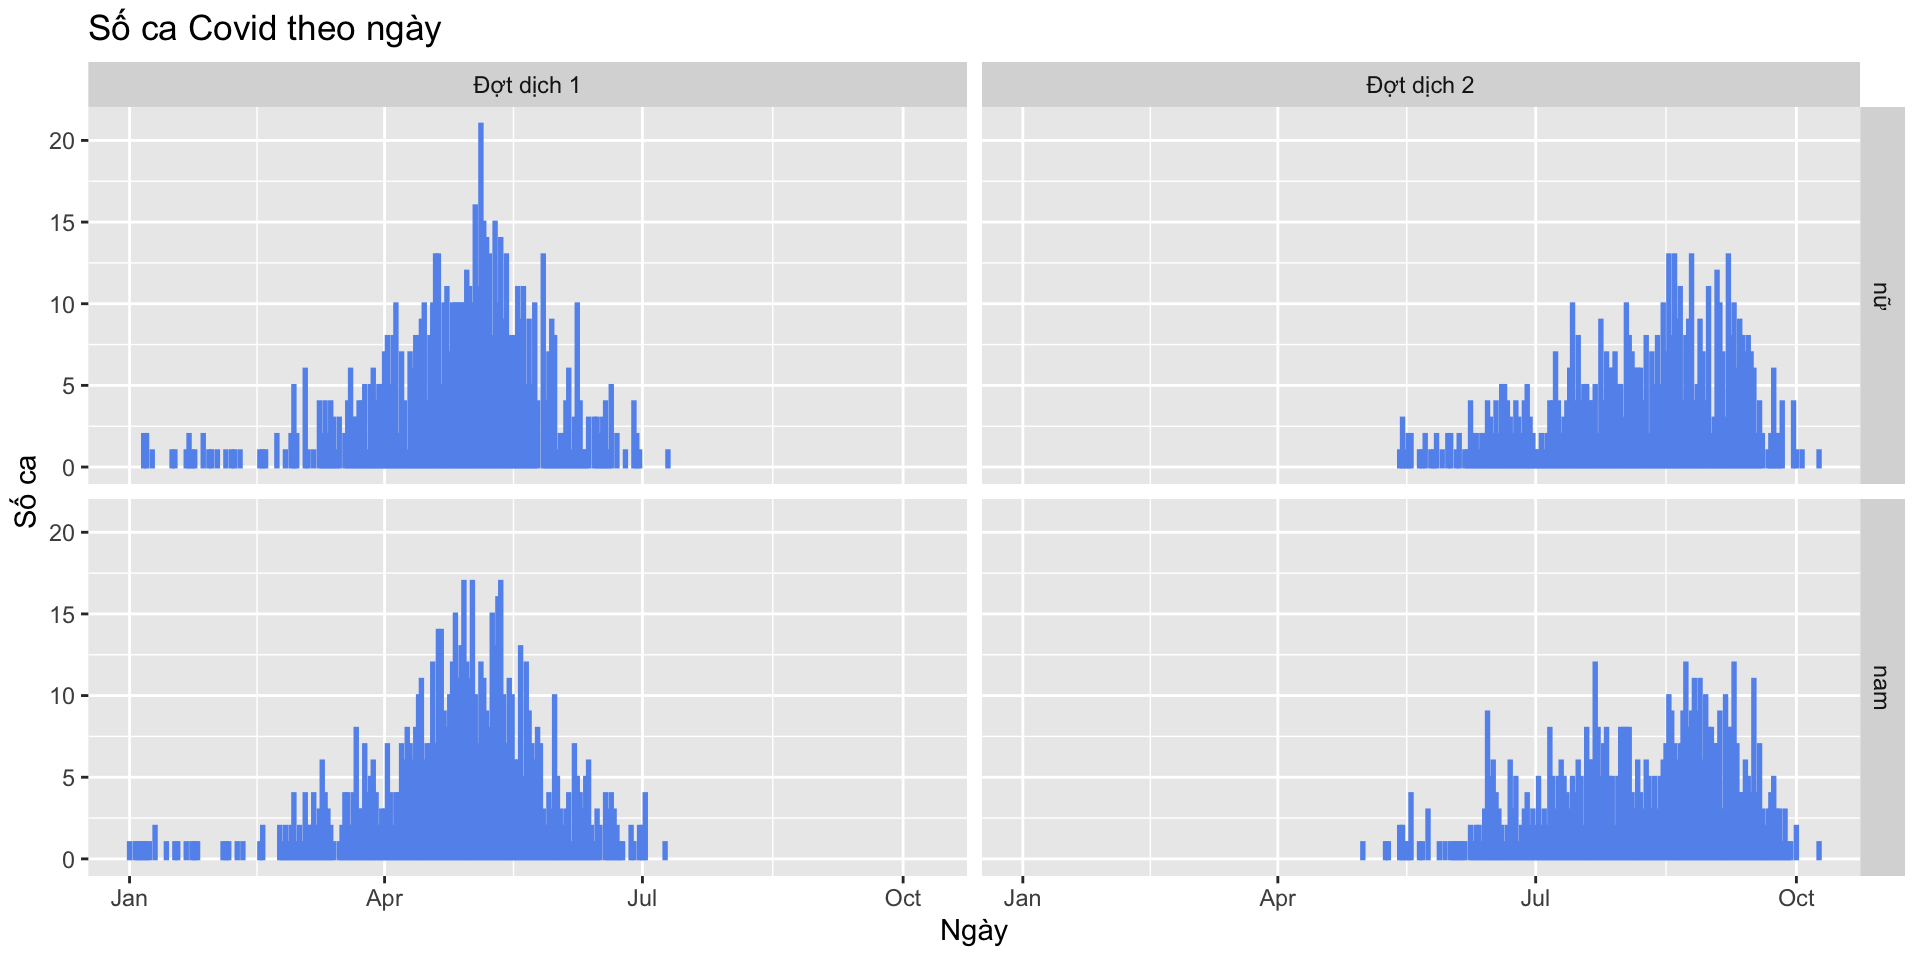 Số ca Covid theo ngày
Đợt dịch 1
Đợt dịch 2
20
15
10
5
0
nữ
Số ca
20
15
10
5
0
nam
Jan
Apr
Jul
Oct
Jan
Apr
Jul
Oct
Ngày